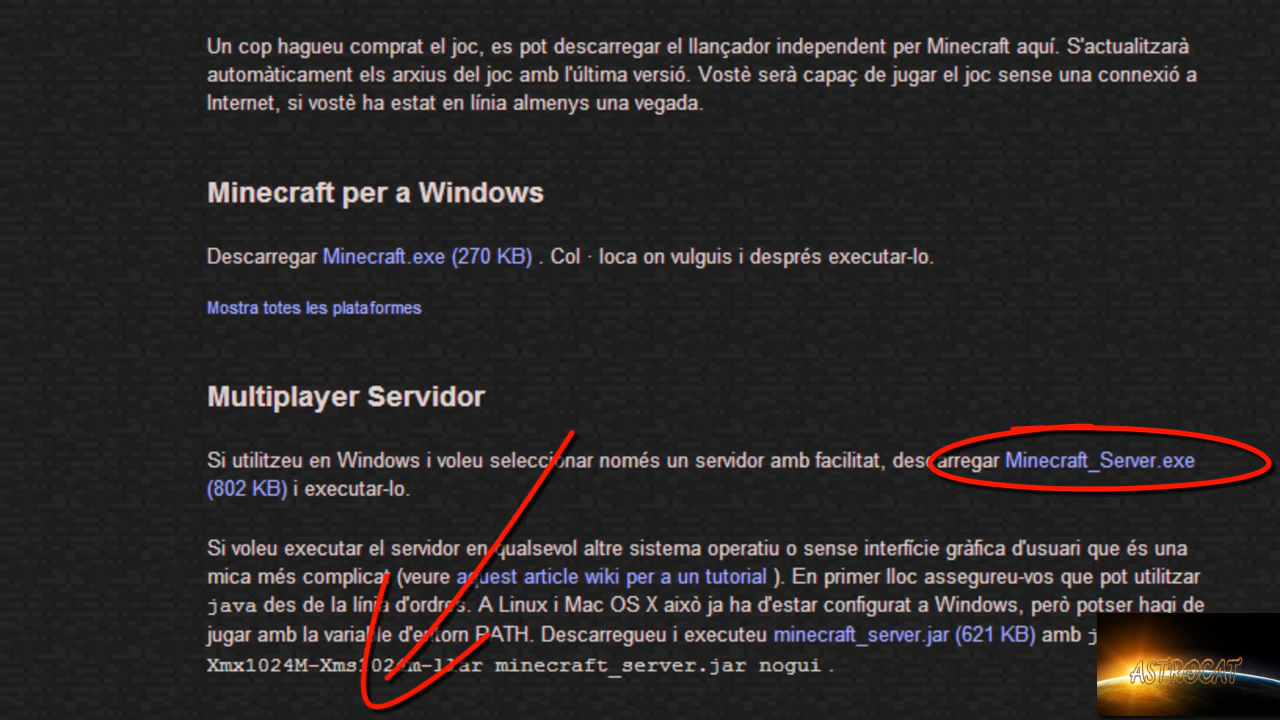 Un cop hagueu comprat el joc, es pot descarregar el llançador independent per Minecraft aquí. S'actualitzarà
automàticament els arxius del joc amb l'última versió. Vostè serà capaç de jugar el joc sense una connexió a
Internet, si vostè ha estat en línia almenys una vegada.
Minecraft per a Windows
Descarregar Minecraft.exe (270 KB) . Col · loca on vulguis i després executar-lo.
Mostra totes les plataformes
Multiplayer Servidor
Si utilitzeu en Windows i voleu seleccionar només un servidor amb facilitat, descarregar Minecraft_Server.exe
(802 KB) i executar-lo.
Si voleu executar el servidor en qualsevol altre sistema operatiu o sense interfície gràfica d'usuari que és una
mica més complicat (veure aquest article wiki per a un tutorial ). En primer lloc assegureu-vos que pot utilitzar
java des de la línia d'ordres. A Linux i Mac OS X això ja ha d'estar configurat a Windows, però potser hagi de
jugar amb la variable d'entorn PATH. Descarregueu i executeu minecraft_server.jar (621 KB) amb j
Xmx1024M-Xms1024m-llar minecraft_server.jar nogui .
ASTROCAT